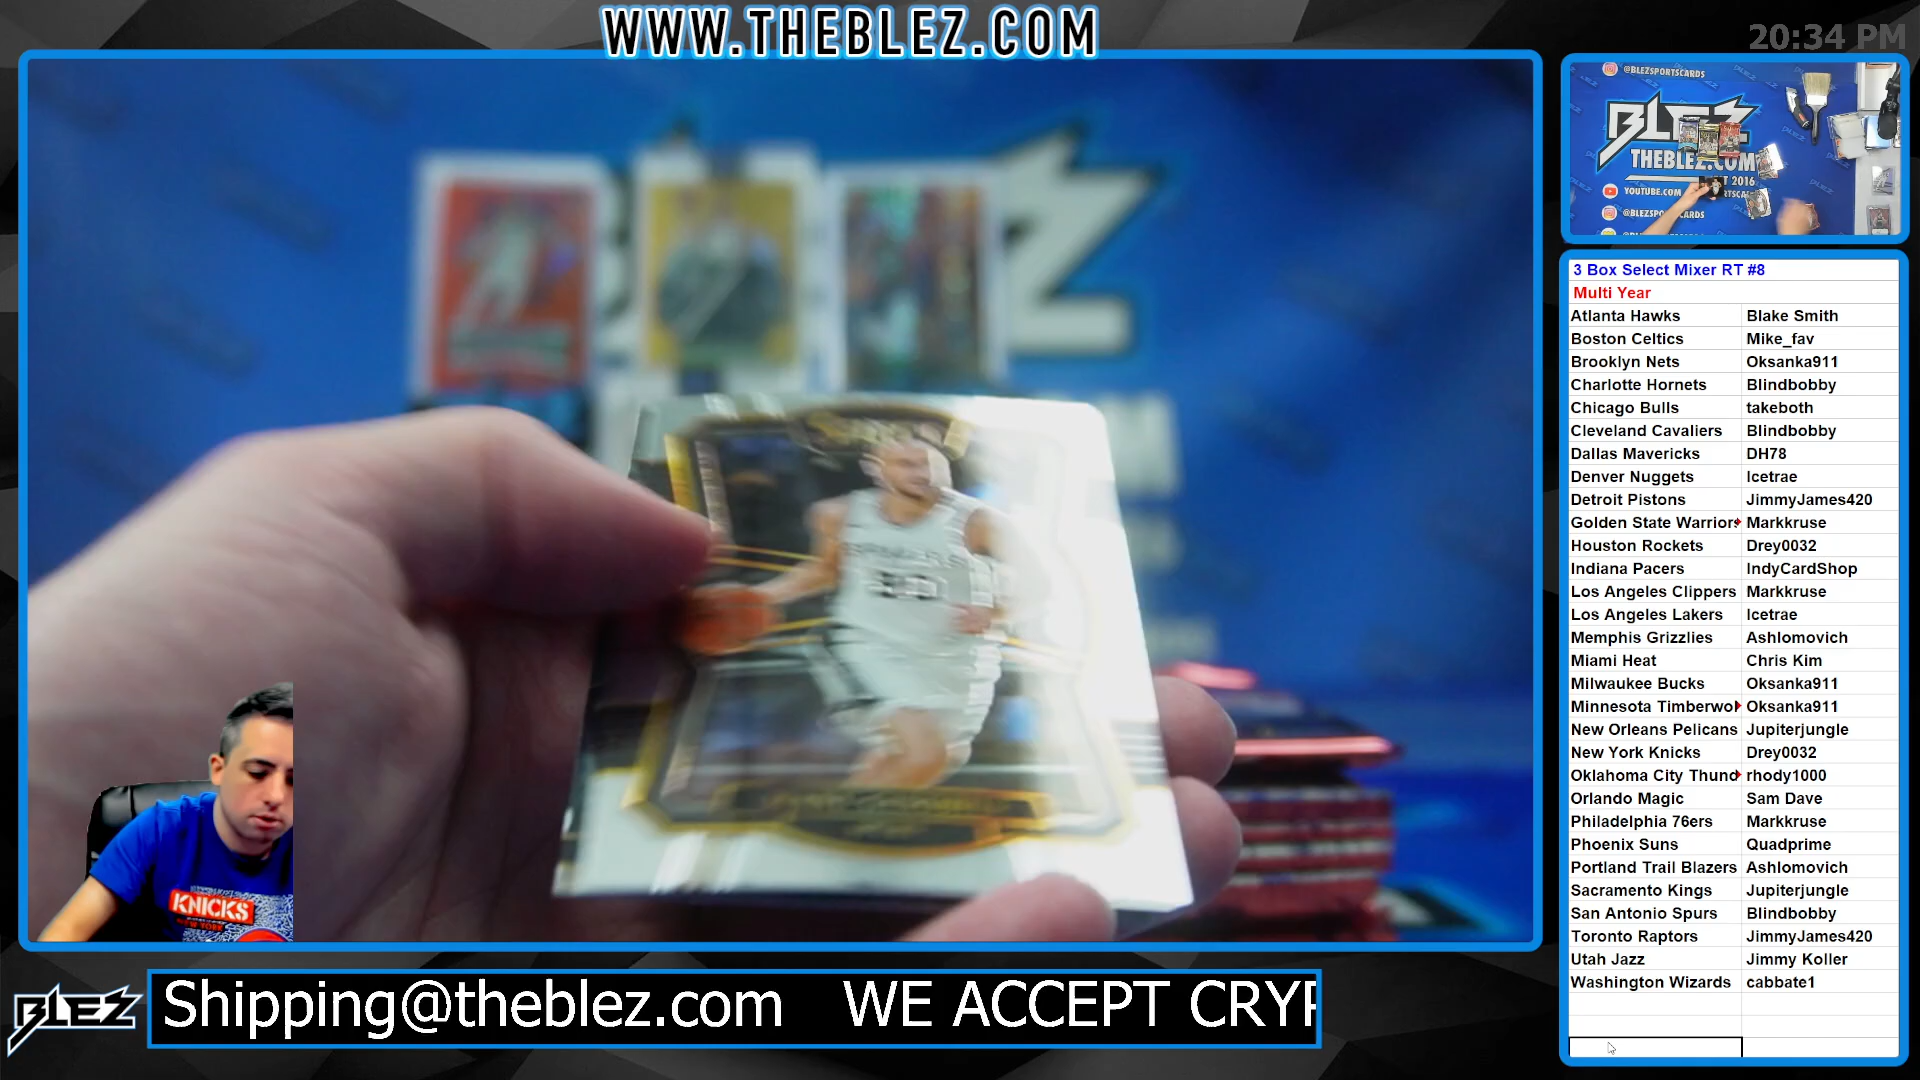 WWW.THEBLEZ.COM
20:34 PM
@BLEZSPORTSCARDS
BLEZ
THEBLEZ.COM
YOUTUBE.COM
3 Box Select Mixer RT #8
Multi Year
Atlanta Hawks Blake Smith
Boston Celtics Mike_fav
Brooklyn Nets Oksanka911
Charlotte Hornets Blindbobby
Chicago Bulls takeboth
Cleveland Cavaliers Blindbobby
Dallas Mavericks DH78
Denver Nuggets Icetrae
Detroit Pistons JimmyJames420
Golden State Warriors Markkruse
Houston Rockets Drey0032
Indiana Pacers IndyCardShop
Los Angeles Clippers Markkruse
Los Angeles Lakers Icetrae
Memphis Grizzlies Ashlomovich
Miami Heat Chris Kim
Milwaukee Bucks Oksanka911
Minnesota Timberwol Oksanka911
New Orleans Pelicans Jupiterjungle
New York Knicks Drey0032
Oklahoma City Thund rhody1000
Orlando Magic Sam Dave
Philadelphia 76ers Markkruse
Phoenix Suns Quadprime
Portland Trail Blazers Ashlomovich
Sacramento Kings Jupiterjungle
San Antonio Spurs Blindbobby
Toronto Raptors JimmyJames420
Utah Jazz Jimmy Koller
Washington Wizards cabbate1
KNICKS
NEW YORK
BLEZ
Shipping@theblez.com WE ACCEPT CRYP